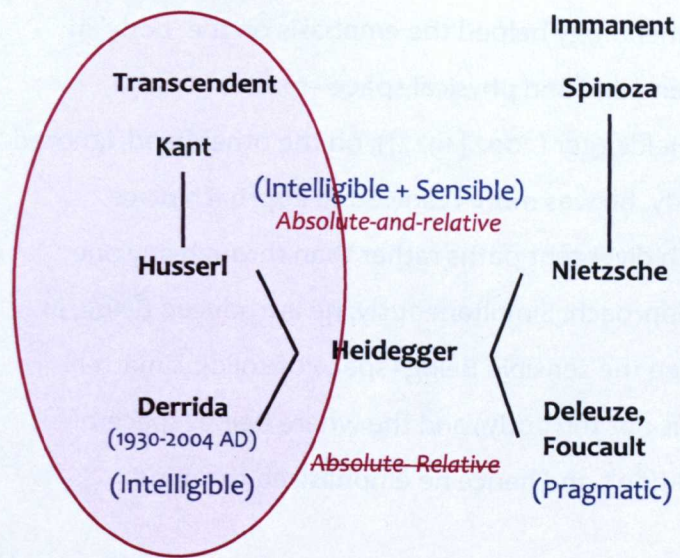 Immanent
Transcendent
Spinoza
Kant
(Intelligible + Sensible)
Absolute-and-relative
Husserl
Nietzsche
Heidegger
Derrida
(1930-2004 AD)
(Intelligible)
Absolute-Relative
Deleuze,
Foucault
(Pragmatic)